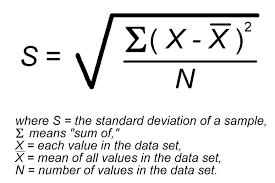 S = √ Σ( X - X̅ )² / N
where S = the standard deviation of a sample,
Σ means "sum of,"
X = each value in the data set,
X̅ = mean of all values in the data set,
N = number of values in the data set.